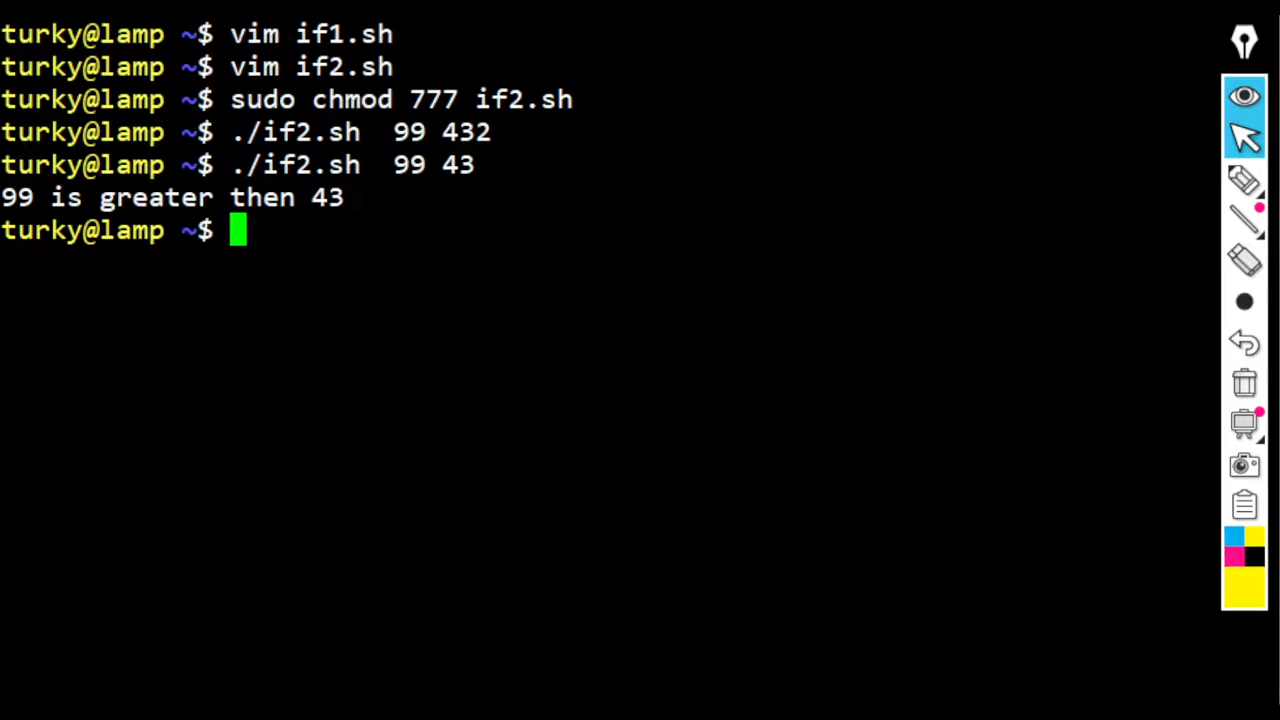 turky@lamp ~$ vim if1.sh
turky@lamp ~$ vim if2.sh
turky@lamp ~$ sudo chmod 777 if2.sh
turky@lamp ~$ ./if2.sh  99 432
turky@lamp ~$ ./if2.sh  99 43
99 is greater then 43
turky@lamp ~$